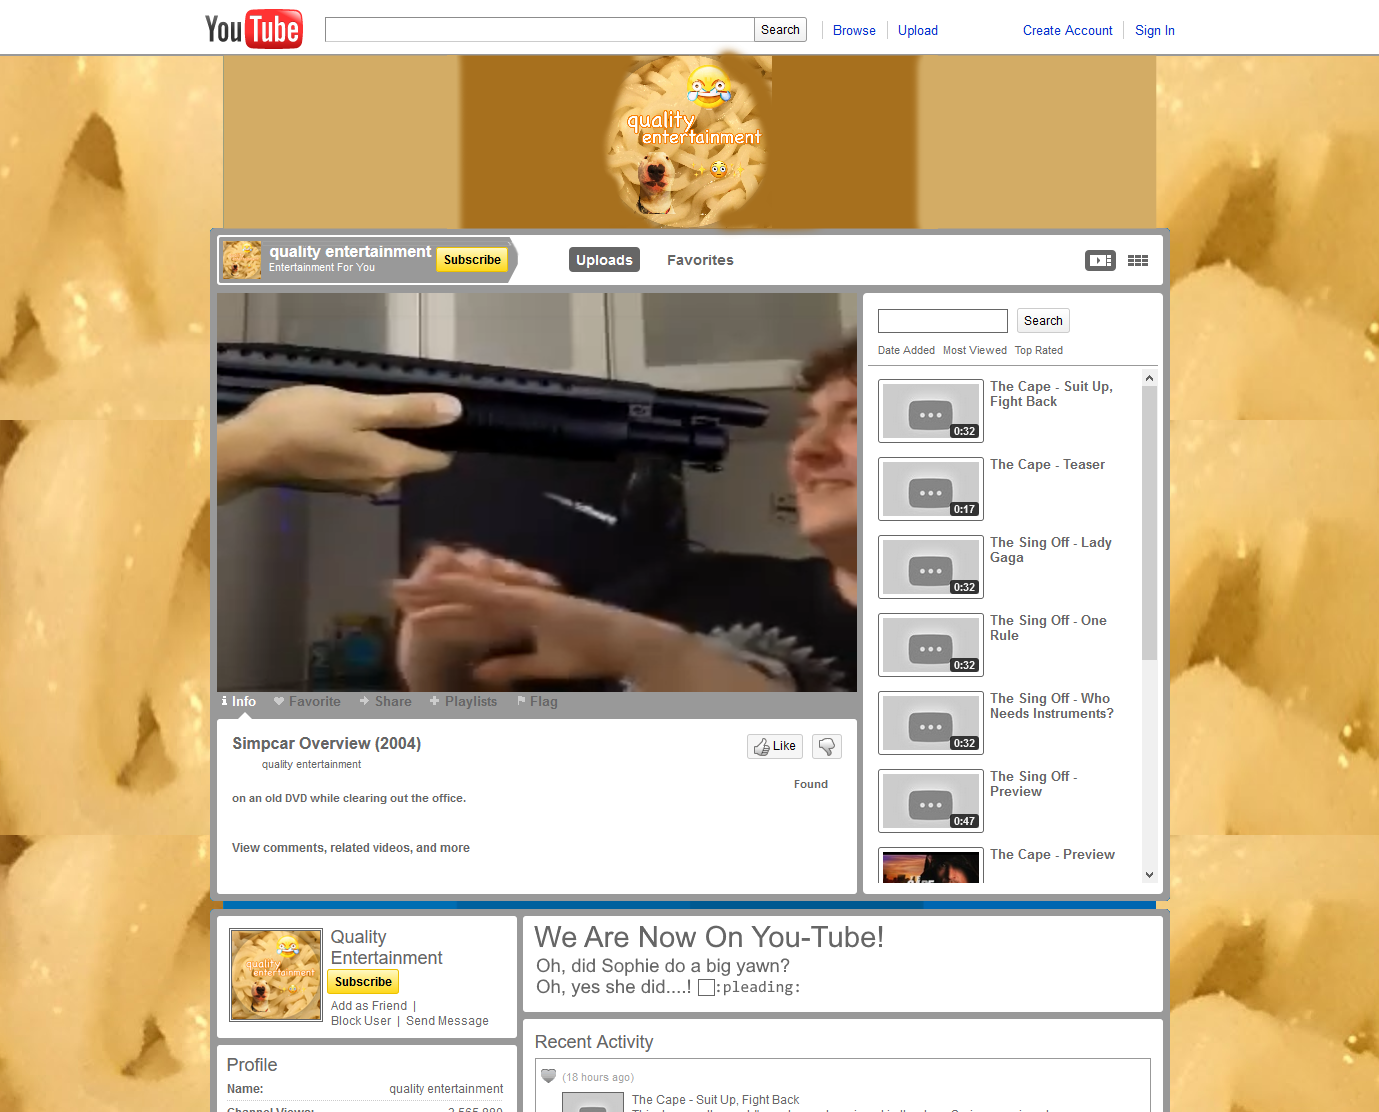 YouTube
Search
Browse
Upload
Create Account
Sign In
quality
entertainment
quality entertainment
Entertainment For You
Subscribe
Uploads
Favorites
Search
Date Added Most Viewed Top Rated
The Cape - Suit Up,
Fight Back
0:32
The Cape - Teaser
0:17
The Sing Off - Lady
Gaga
0:32
The Sing Off - One
Rule
0:32
The Sing Off - Who
Needs Instruments?
0:32
The Sing Off -
Preview
0:47
The Cape - Preview
Info
Favorite
Share
Playlists
Flag
Simpcar Overview (2004)
Like
quality entertainment
Found
on an old DVD while clearing out the office.
View comments, related videos, and more
quality
entertainment
Quality
Entertainment
Subscribe
Add as Friend |
Block User | Send Message
We Are Now On You-Tube!
Oh, did Sophie do a big yawn?
Oh, yes she did....! :pleading:
Profile
Name: quality entertainment
Channel Views: 2,565,880
Recent Activity
(18 hours ago)
The Cape - Suit Up, Fight Back